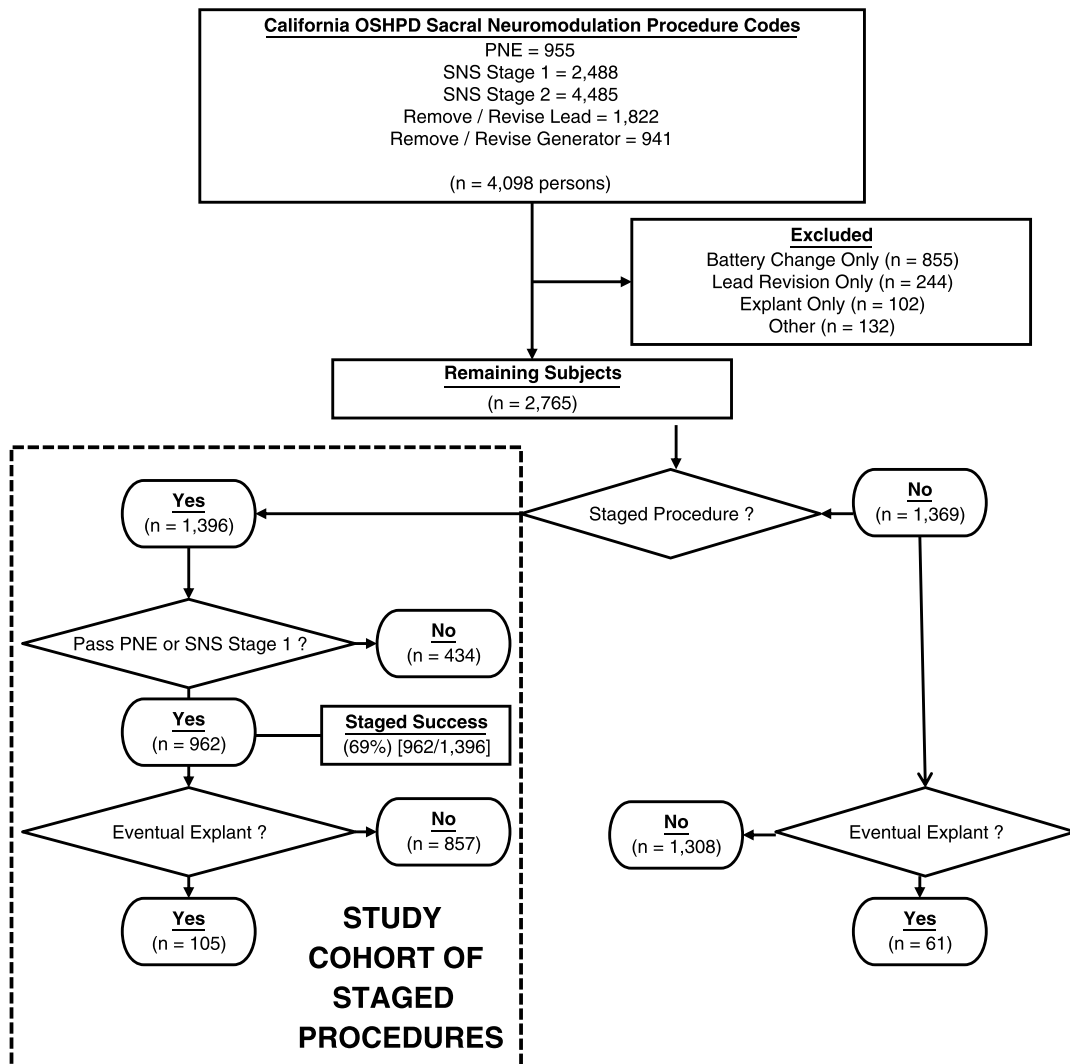 California OSHPD Sacral Neuromodulation Procedure Codes
PNE = 955
SNS Stage 1 = 2,488
SNS Stage 2 = 4,485
Remove / Revise Lead = 1,822
Remove / Revise Generator = 941
(n = 4,098 persons)
Excluded
Battery Change Only (n = 855)
Lead Revision Only (n = 244)
Explant Only (n = 102)
Other (n = 132)
Remaining Subjects
(n = 2,765)
Staged Procedure ?
Yes
(n = 1,396)
No
(n = 1,369)
Pass PNE or SNS Stage 1 ?
No
(n = 434)
Yes
(n = 962)
Staged Success
(69%) [962/1,396]
Eventual Explant ?
No
(n = 857)
Yes
(n = 105)
STUDY
COHORT OF
STAGED
PROCEDURES
Eventual Explant ?
No
(n = 1,308)
Yes
(n = 61)